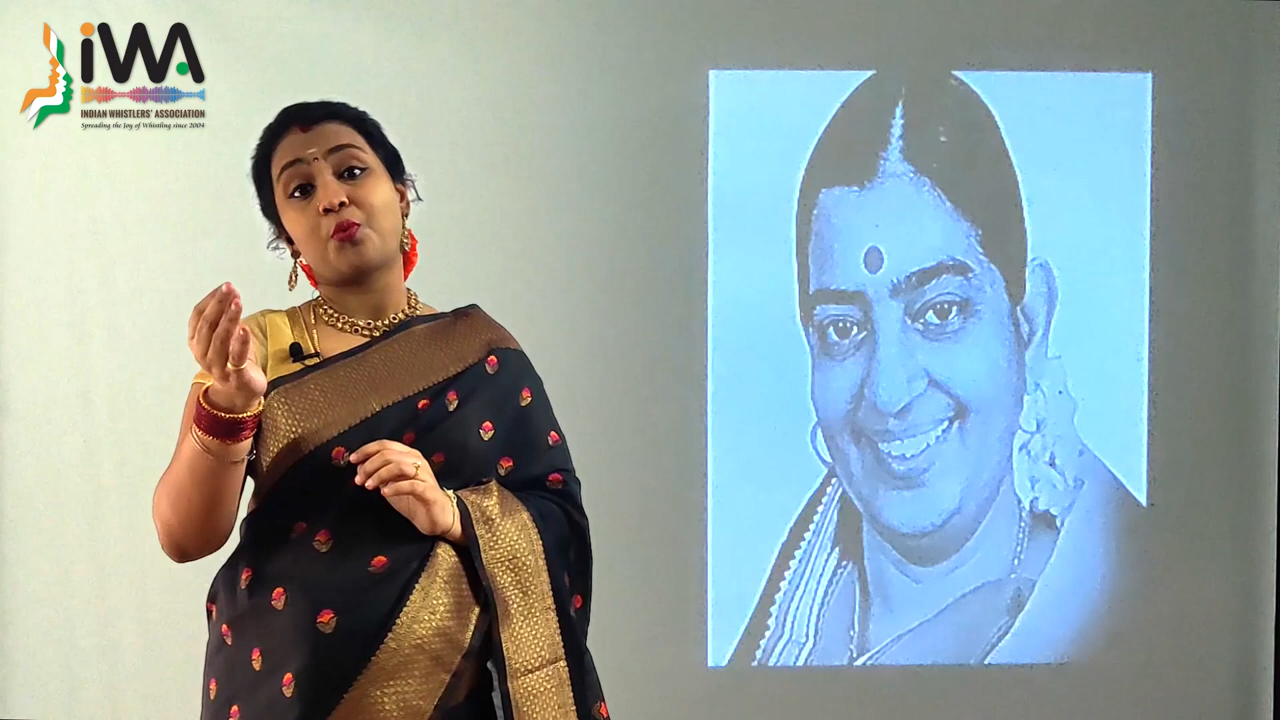 iWA
INDIAN WHISTLERS' ASSOCIATION
Spreading the Joy of Whistling since 2004